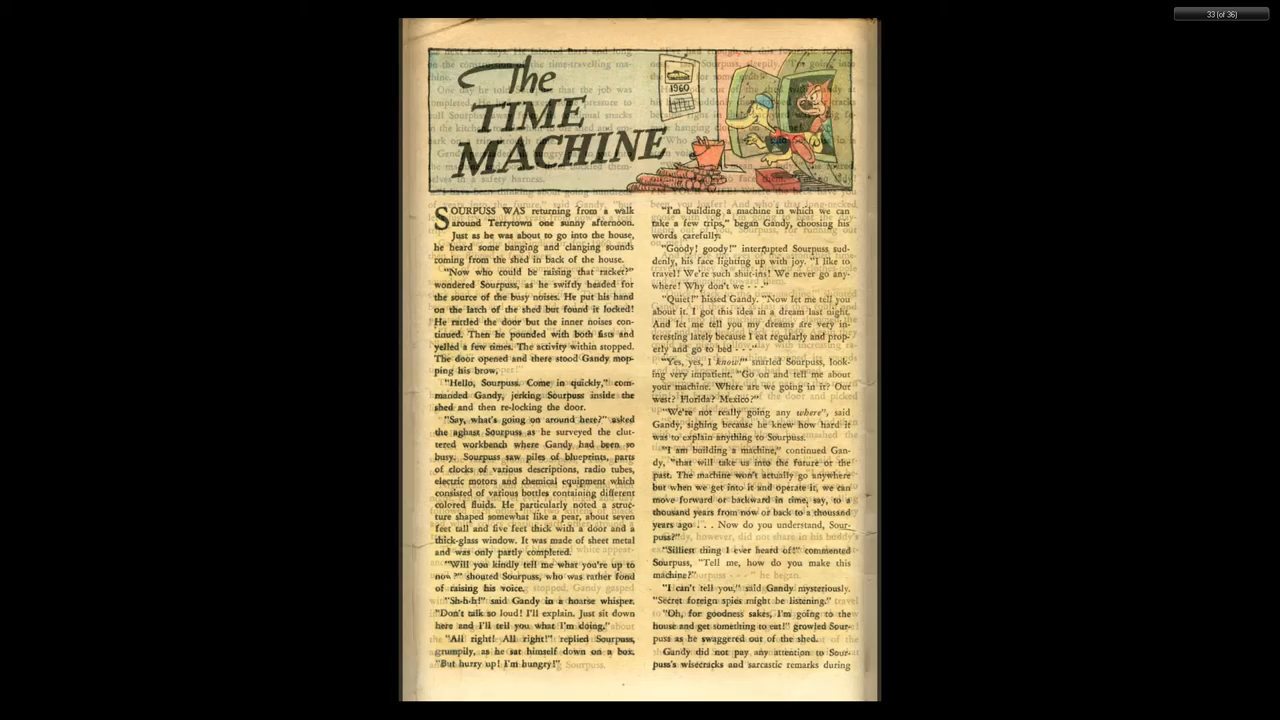 33 (of 36)
The
TIME
MACHINE
1960
SOURPUSS WAS returning from a walk
around Terrytown one sunny afternoon.
Just as he was about to go into the house,
he heard some banging and clanging sounds
coming from the shed in back of the house.
"Now who could be raising that racket?"
wondered Sourpuss, as he swiftly headed for
the source of the busy noises. He put his hand
on the latch of the shed but found it locked!
He rattled the door but the inner noises con-
tinued. Then he pounded with both fists and
yelled a few times. The activity within stopped.
The door opened and there stood Gandy mop-
ping his brow.
"Hello, Sourpuss. Come in quickly," com-
manded Gandy, jerking Sourpuss inside the
shed and then re-locking the door.
"Say, what's going on around here?" asked
the aghast Sourpuss as he surveyed the clut-
tered workbench where Gandy had been so
busy. Sourpuss saw piles of blueprints, parts
of clocks of various descriptions, radio tubes,
electric motors and chemical equipment which
consisted of various bottles containing different
colored fluids. He particularly noted a struc-
ture shaped somewhat like a pear, about seven
feet tall and five feet thick with a door and a
thick-glass window. It was made of sheet metal
and was only partly completed.
"Will you kindly tell me what you're up to
now?" shouted Sourpuss, who was rather fond
of raising his voice.
"Sh-h-h!" said Gandy in a hoarse whisper.
"Don't talk so loud! I'll explain. Just sit down
here and I'll tell you what I'm doing."
"All right! All right!" replied Sourpuss,
grumpily, as he sat himself down on a box.
"But hurry up! I'm hungry!"
"I'm building a machine in which we can
take a few trips," began Gandy, choosing his
words carefully.
"Goody! goody!" interrupted Sourpuss sud-
denly, his face lighting up with joy. "I like to
travel! We're such shut-ins! We never go any-
where! Why don't we - - -"
"Quiet!" hissed Gandy. "Now let me tell you
about it. I got this idea in a dream last night.
And let me tell you my dreams are very in-
teresting lately because I eat regularly and prop-
erly and go to bed - - -"
"Yes, yes, I know!" snarled Sourpuss, look-
ing very impatient. "Go on and tell me about
your machine. Where are we going in it? Out
west? Florida? Mexico?"
"We're not really going any where", said
Gandy, sighing because he knew how hard it
was to explain anything to Sourpuss.
"I am building a machine," continued Gan-
dy, "that will take us into the future or the
past. The machine won't actually go anywhere
but when we get into it and operate it, we can
move forward or backward in time, say, to a
thousand years from now or back to a thousand
years ago . . . Now do you understand, Sour-
puss?"
"Silliest thing I ever heard of!" commented
Sourpuss, "Tell me, how do you make this
machine?"
"I can't tell you," said Gandy mysteriously.
"Secret foreign spies might be listening."
"Oh, for goodness sakes, I'm going to the
house and get something to eat!" growled Sour-
puss as he swaggered out of the shed.
Gandy did not pay any attention to Sour-
puss's wisecracks and sarcastic remarks during